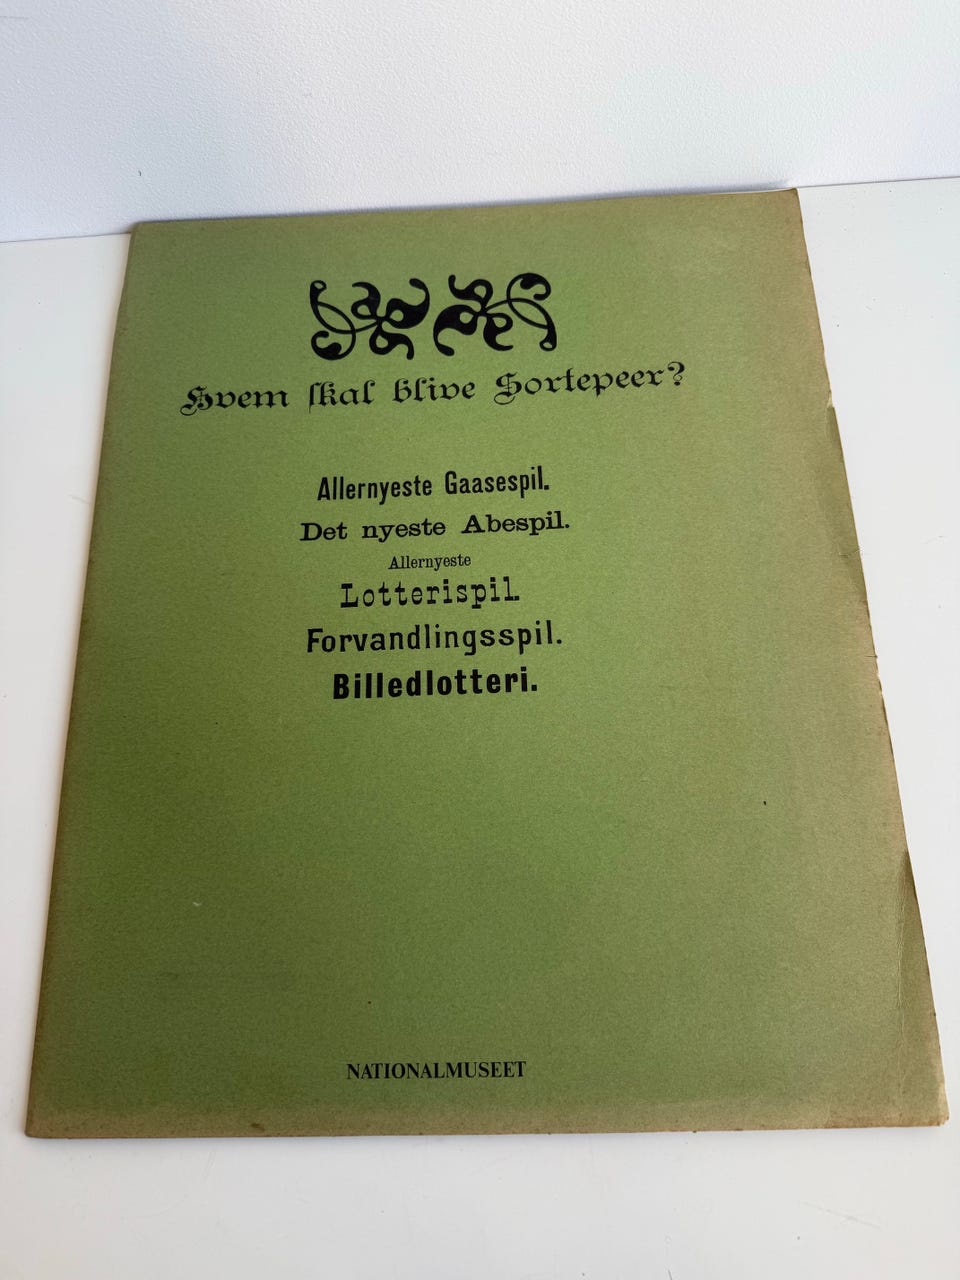 Hvem skal blive Sortepeer?
Allernyeste Gaasespil.
Det nyeste Abespil.
Allernyeste
Lotterispil.
Forvandlingsspil.
Billedlotteri.
NATIONALMUSEET